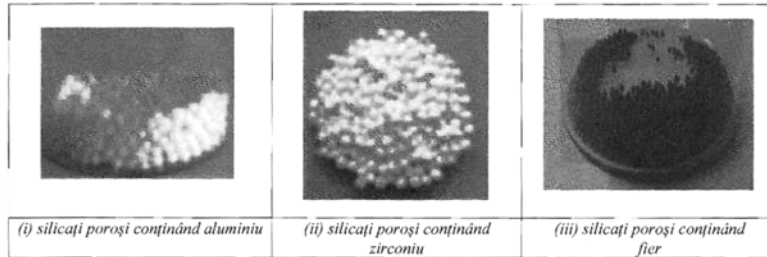 (i) silicați poroși conținând aluminiu
(ii) silicați poroși conținând
zirconiu
(iii) silicați poroși conținând
fier